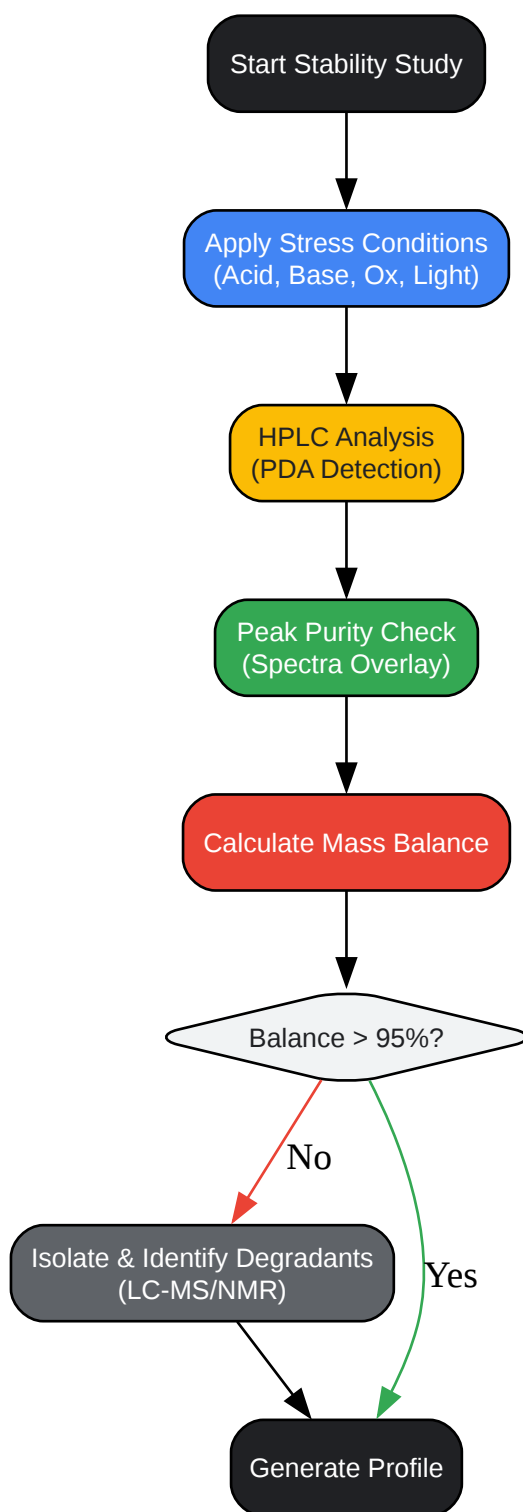 Start Stability Study
Apply Stress Conditions
(Acid, Base, Ox, Light)
HPLC Analysis
(PDA Detection)
Peak Purity Check
(Spectra Overlay)
Calculate Mass Balance
Balance > 95%?
No
Isolate & Identify Degradants
(LC-MS/NMR)
Yes
Generate Profile